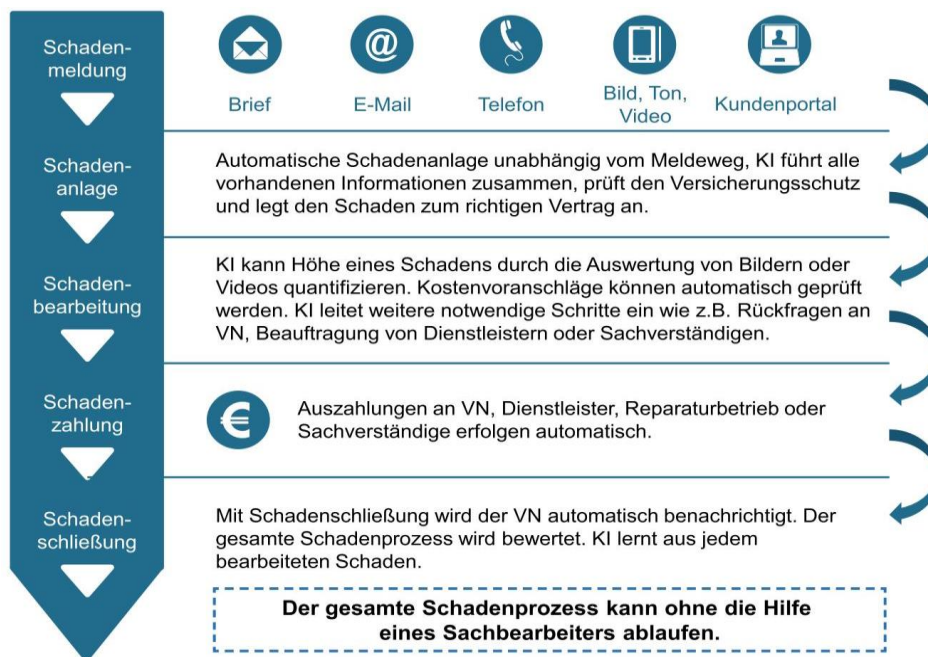 Schaden-
meldung
Brief
@
E-Mail
Telefon
Bild, Ton,
Video
Kundenportal
Schaden-
anlage
Automatische Schadenanlage unabhängig vom Meldeweg, KI führt alle
vorhandenen Informationen zusammen, prüft den Versicherungsschutz
und legt den Schaden zum richtigen Vertrag an.
Schaden-
bearbeitung
KI kann Höhe eines Schadens durch die Auswertung von Bildern oder
Videos quantifizieren. Kostenvoranschläge können automatisch geprüft
werden. KI leitet weitere notwendige Schritte ein wie z.B. Rückfragen an
VN, Beauftragung von Dienstleistern oder Sachverständigen.
Schaden-
zahlung
€
Auszahlungen an VN, Dienstleister, Reparaturbetrieb oder
Sachverständige erfolgen automatisch.
Schaden-
schließung
Mit Schadenschließung wird der VN automatisch benachrichtigt. Der
gesamte Schadenprozess wird bewertet. KI lernt aus jedem
bearbeiteten Schaden.
Der gesamte Schadenprozess kann ohne die Hilfe
eines Sachbearbeiters ablaufen.